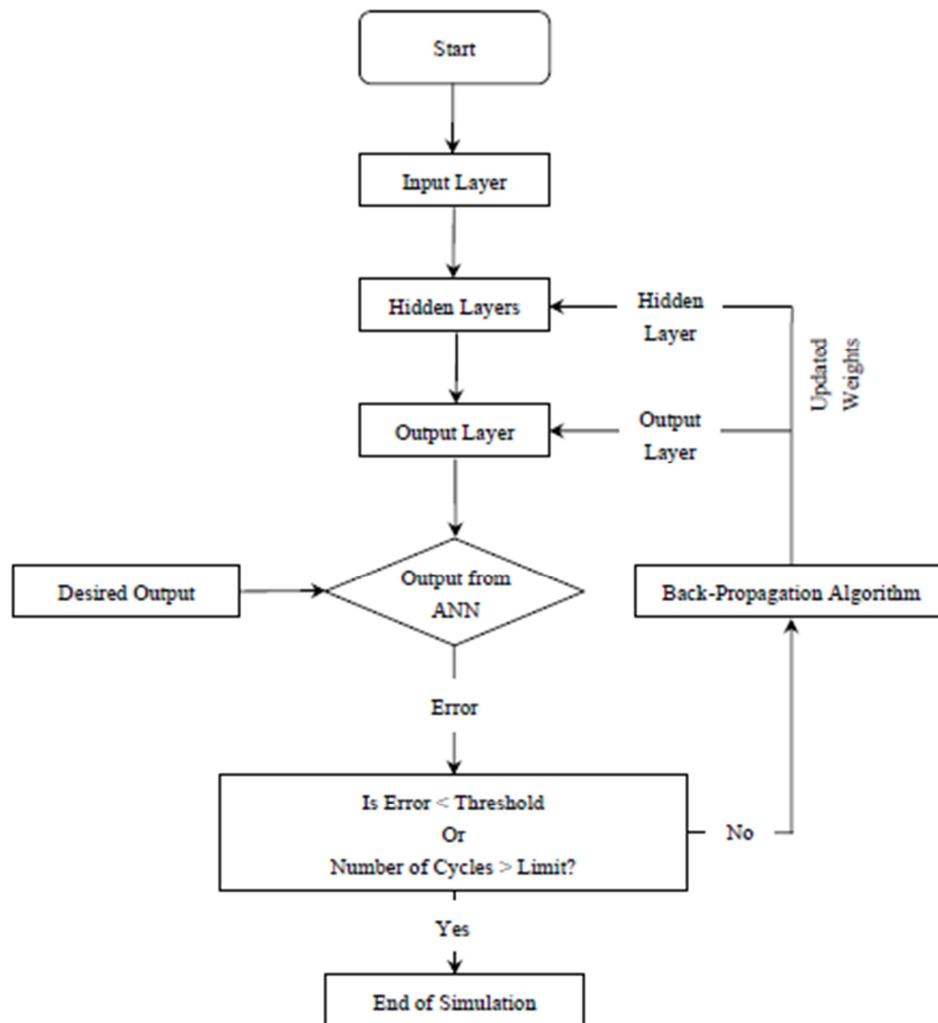 Start
Input Layer
Hidden Layers
Hidden
Layer
Updated
Weights
Output Layer
Output
Layer
Desired Output
Output from
ANN
Back-Propagation Algorithm
Error
Is Error < Threshold
Or
Number of Cycles > Limit?
No
Yes
End of Simulation